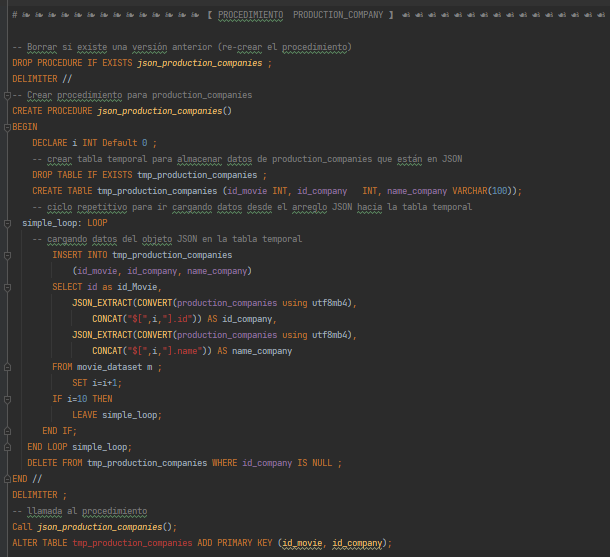 # ☙ ☙ ☙ ☙ ☙ ☙ ☙ ☙ ☙ ☙ ☙ ☙ ☙ ☙ 【 PROCEDIMIENTO  PRODUCTION_COMPANY 】 ❧ ❧ ❧ ❧ ❧ ❧ ❧ ❧ ❧ ❧ ❧ ❧ ❧ ❧ ❧ ❧
-- Borrar si existe una versión anterior (re-crear el procedimiento)
DROP PROCEDURE IF EXISTS json_production_companies ;
DELIMITER //
-- Crear procedimiento para production_companies
CREATE PROCEDURE json_production_companies()
BEGIN
    DECLARE i INT Default 0 ;
    -- crear tabla temporal para almacenar datos de production_companies que están en JSON
    DROP TABLE IF EXISTS tmp_production_companies ;
    CREATE TABLE tmp_production_companies (id_movie INT, id_company   INT, name_company VARCHAR(100));
    -- ciclo repetitivo para ir cargando datos desde el arreglo JSON hacia la tabla temporal
  simple_loop: LOOP
    -- cargando datos del objeto JSON en la tabla temporal
        INSERT INTO tmp_production_companies
            (id_movie, id_company, name_company)
        SELECT id as id_Movie,
            JSON_EXTRACT(CONVERT(production_companies using utf8mb4),
                CONCAT("$[",i,"].id")) AS id_company,
            JSON_EXTRACT(CONVERT(production_companies using utf8mb4),
                CONCAT("$[",i,"].name")) AS name_company
        FROM movie_dataset m ;
            SET i=i+1;
        IF i=10 THEN
            LEAVE simple_loop;
      END IF;
   END LOOP simple_loop;
   DELETE FROM tmp_production_companies WHERE id_company IS NULL ;
END //
DELIMITER ;
-- llamada al procedimiento
Call json_production_companies();
ALTER TABLE tmp_production_companies ADD PRIMARY KEY (id_movie, id_company);